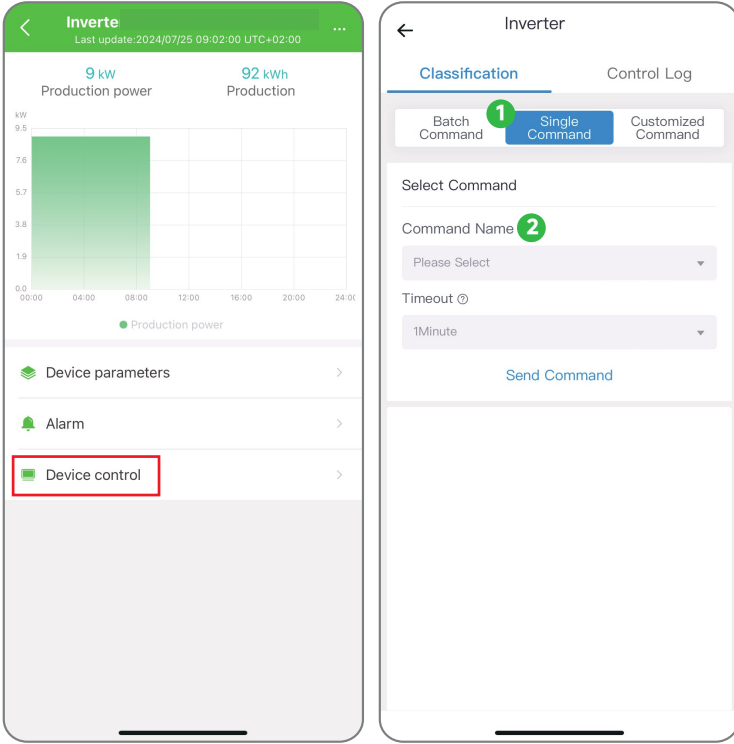 Inverte
...
Last update:2024/07/25 09:02:00 UTC+02:00
9 kW
Production power
92 kWh
Production
kW
9.5
7.6
5.7
3.8
1.9
0.0
00:00 04:00 08:00 12:00 16:00 20:00 24:00
Production power
Device parameters
Alarm
Device control
Inverter
Classification
Control Log
Batch
Command
1
Single
Command
Customized
Command
Select Command
Command Name 2
Please Select
Timeout ?
1Minute
Send Command